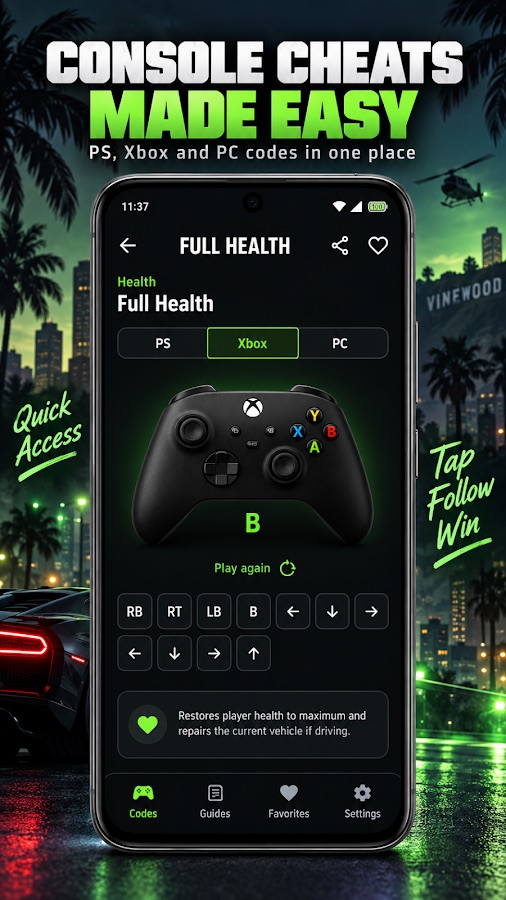 CONSOLE CHEATS
MADE EASY
PS, Xbox and PC codes in one place
11:37
100
FULL HEALTH
VINEWOOD
Health
Full Health
PS
Xbox
PC
Y
X
B
A
Quick
Access
Tap
Follow
Win
B
Play again
RB
RT
LB
B
←
↓
→
←
↓
→
↑
Restores player health to maximum and
repairs the current vehicle if driving.
Codes
Guides
Favorites
Settings